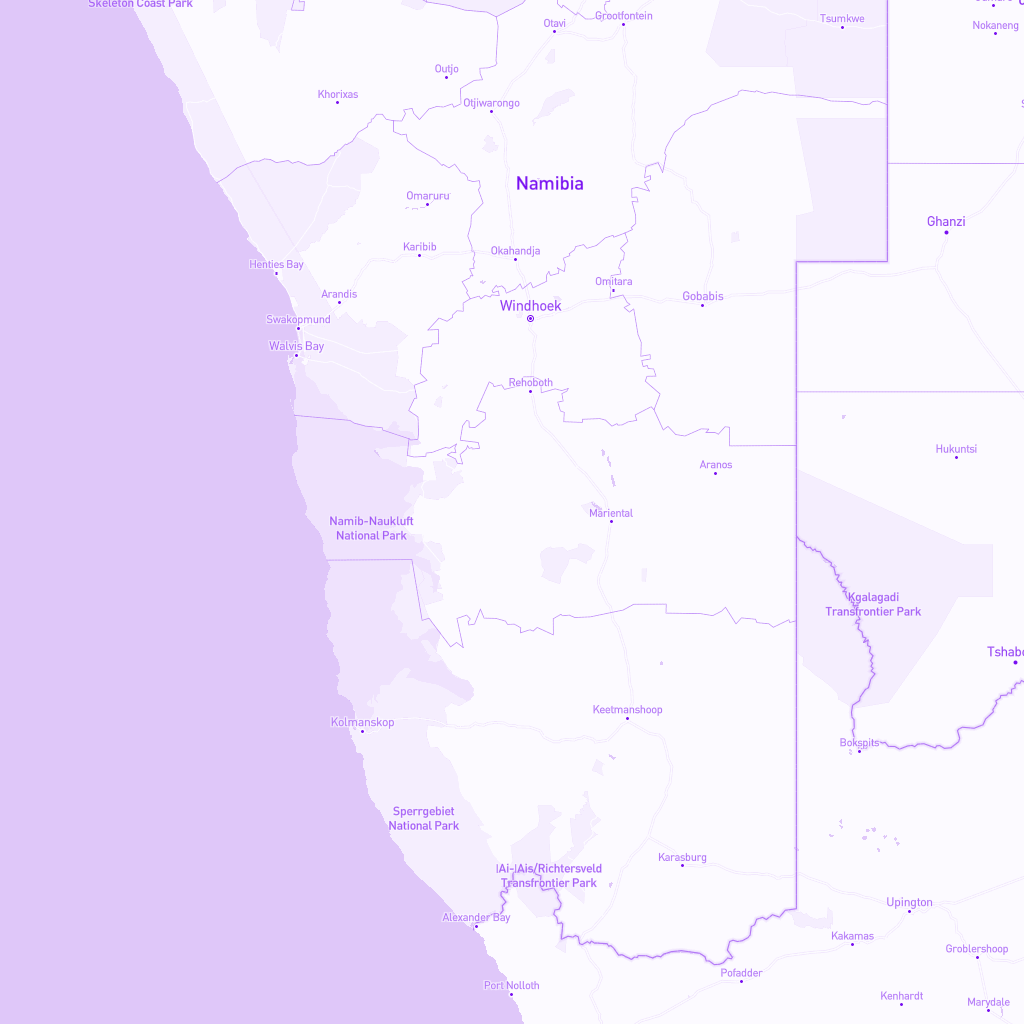 Skeleton Coast Park
Otavi
Grootfontein
Tsumkwe
Nokaneng
Outjo
Khorixas
Otjiwarongo
Namibia
Omaruru
Ghanzi
Karibib
Okahandja
Henties Bay
Omitara
Arandis
Gobabis
Windhoek
Swakopmund
Walvis Bay
Rehoboth
Hukuntsi
Aranos
Mariental
Namib-Naukluft
National Park
Kgalagadi
Transfrontier Park
Tshabo
Keetmanshoop
Kolmanskop
Bokspits
Sperrgebiet
National Park
Karasburg
|Ai-|Ais/Richtersveld
Transfrontier Park
Upington
Alexander Bay
Kakamas
Groblershoop
Pofadder
Port Nolloth
Kenhardt
Marydale